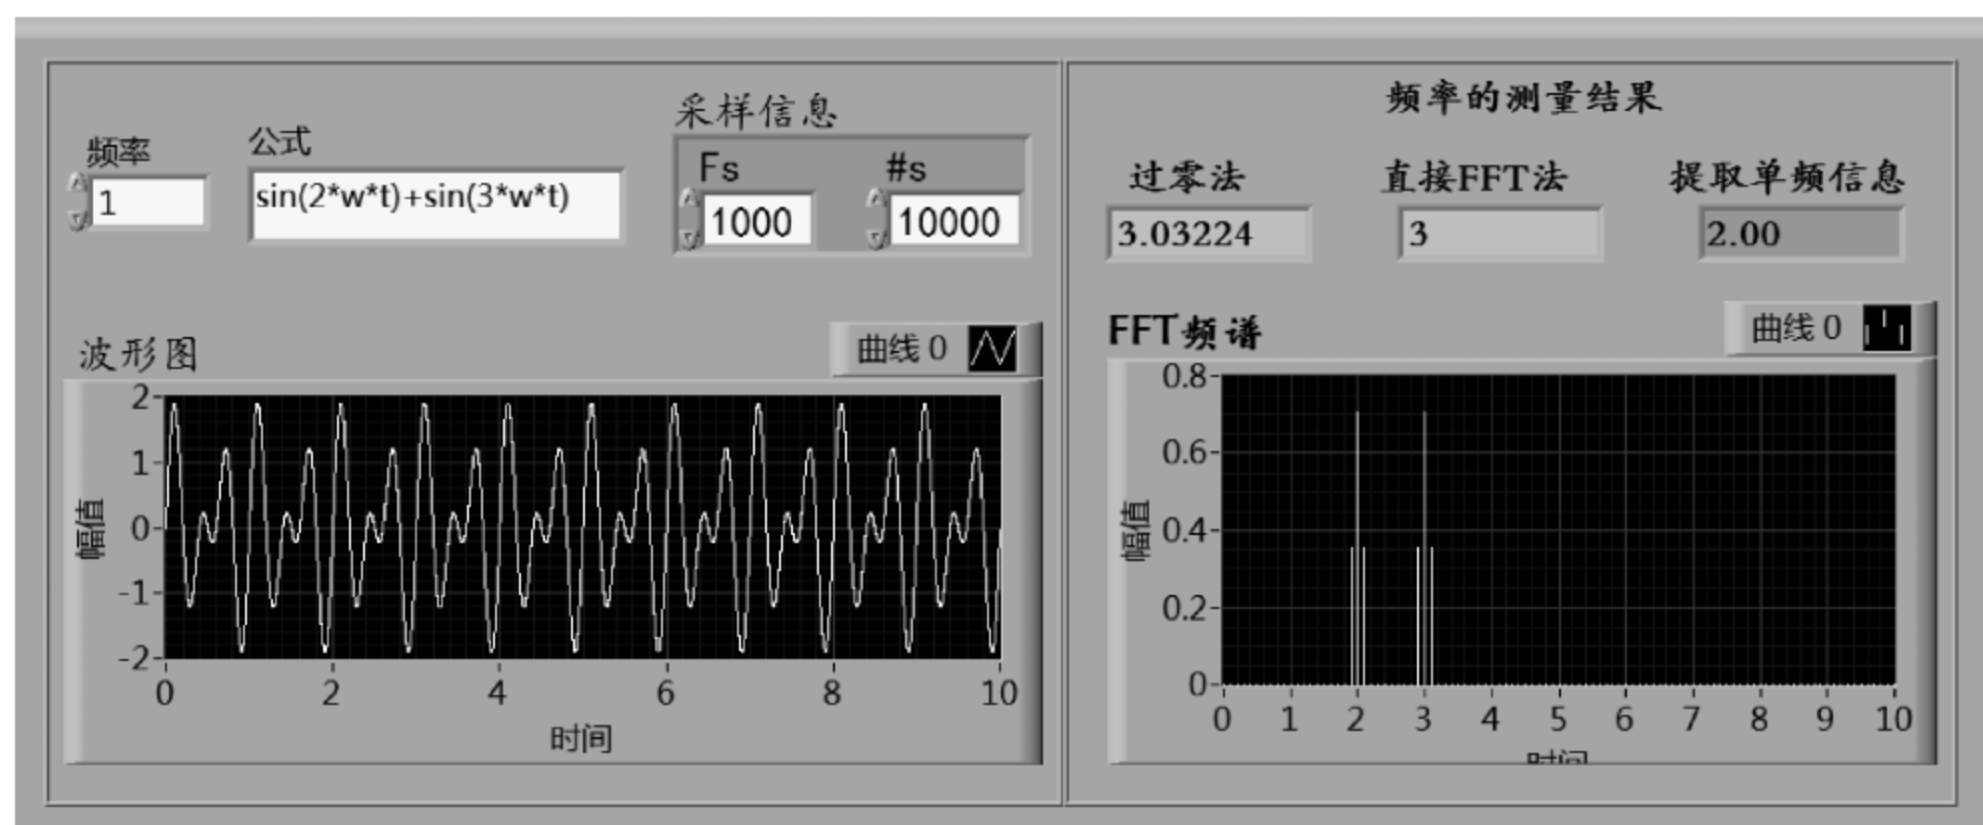 频率
1
公式
sin(2*w*t)+sin(3*w*t)
采样信息
Fs
#s
1000
10000
波形图
曲线 0
2
1
0
-1
-2
幅值
0 2 4 6 8 10
时间
频率的测量结果
过零法
直接FFT法
提取单频信息
3.03224
3
2.00
FFT频谱
曲线 0
0.8
0.6
0.4
0.2
0
幅值
0 1 2 3 4 5 6 7 8 9 10
时间